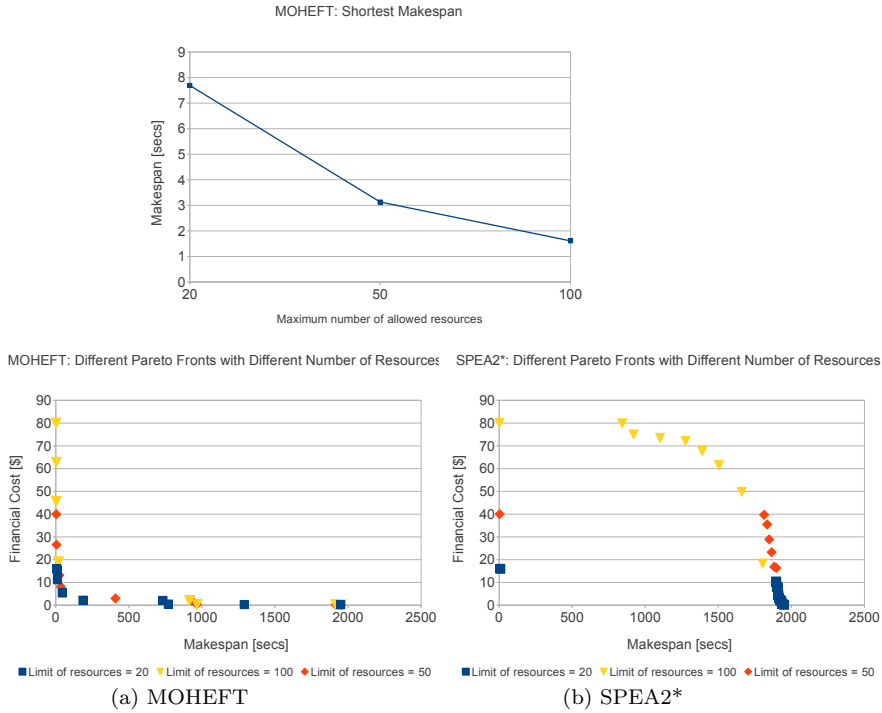 MOHEFT: Shortest Makespan
9
8
7
6
5
4
3
2
1
0
Makespan [secs]
20 50 100
Maximum number of allowed resources
MOHEFT: Different Pareto Fronts with Different Number of Resources
90
80
70
60
50
40
30
20
10
0
Financial Cost [$]
0 500 1000 1500 2000 2500
Makespan [secs]
Limit of resources = 20 Limit of resources = 100 Limit of resources = 50
(a) MOHEFT
SPEA2*: Different Pareto Fronts with Different Number of Resources
90
80
70
60
50
40
30
20
10
0
Financial Cost [$]
0 500 1000 1500 2000 2500
Makespan [secs]
Limit of resources = 20 Limit of resources = 100 Limit of resources = 50
(b) SPEA2*